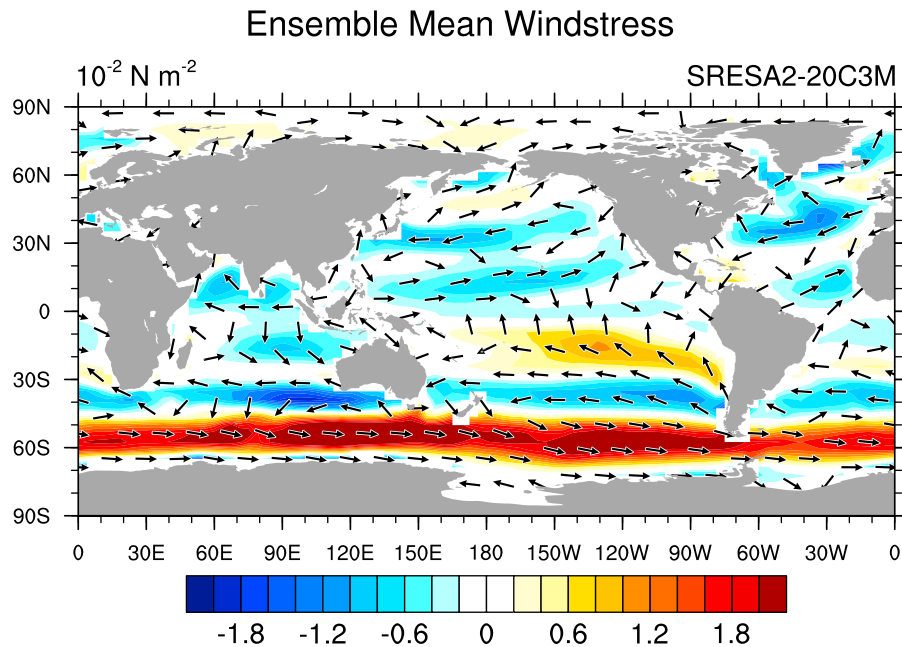 Ensemble Mean Windstress
10-2 N m-2 SRESA2-20C3M
90N
60N
30N
0
30S
60S
90S
0 30E 60E 90E 120E 150E 180 150W 120W 90W 60W 30W 0
-1.8 -1.2 -0.6 0 0.6 1.2 1.8